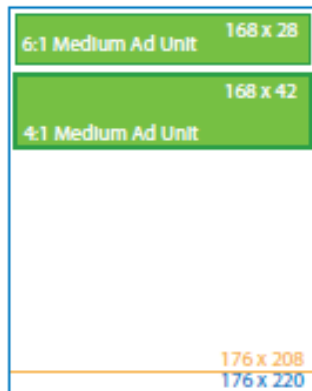 168 x 28
6:1 Medium Ad Unit
168 x 42
4:1 Medium Ad Unit
176 x 208
176 x 220